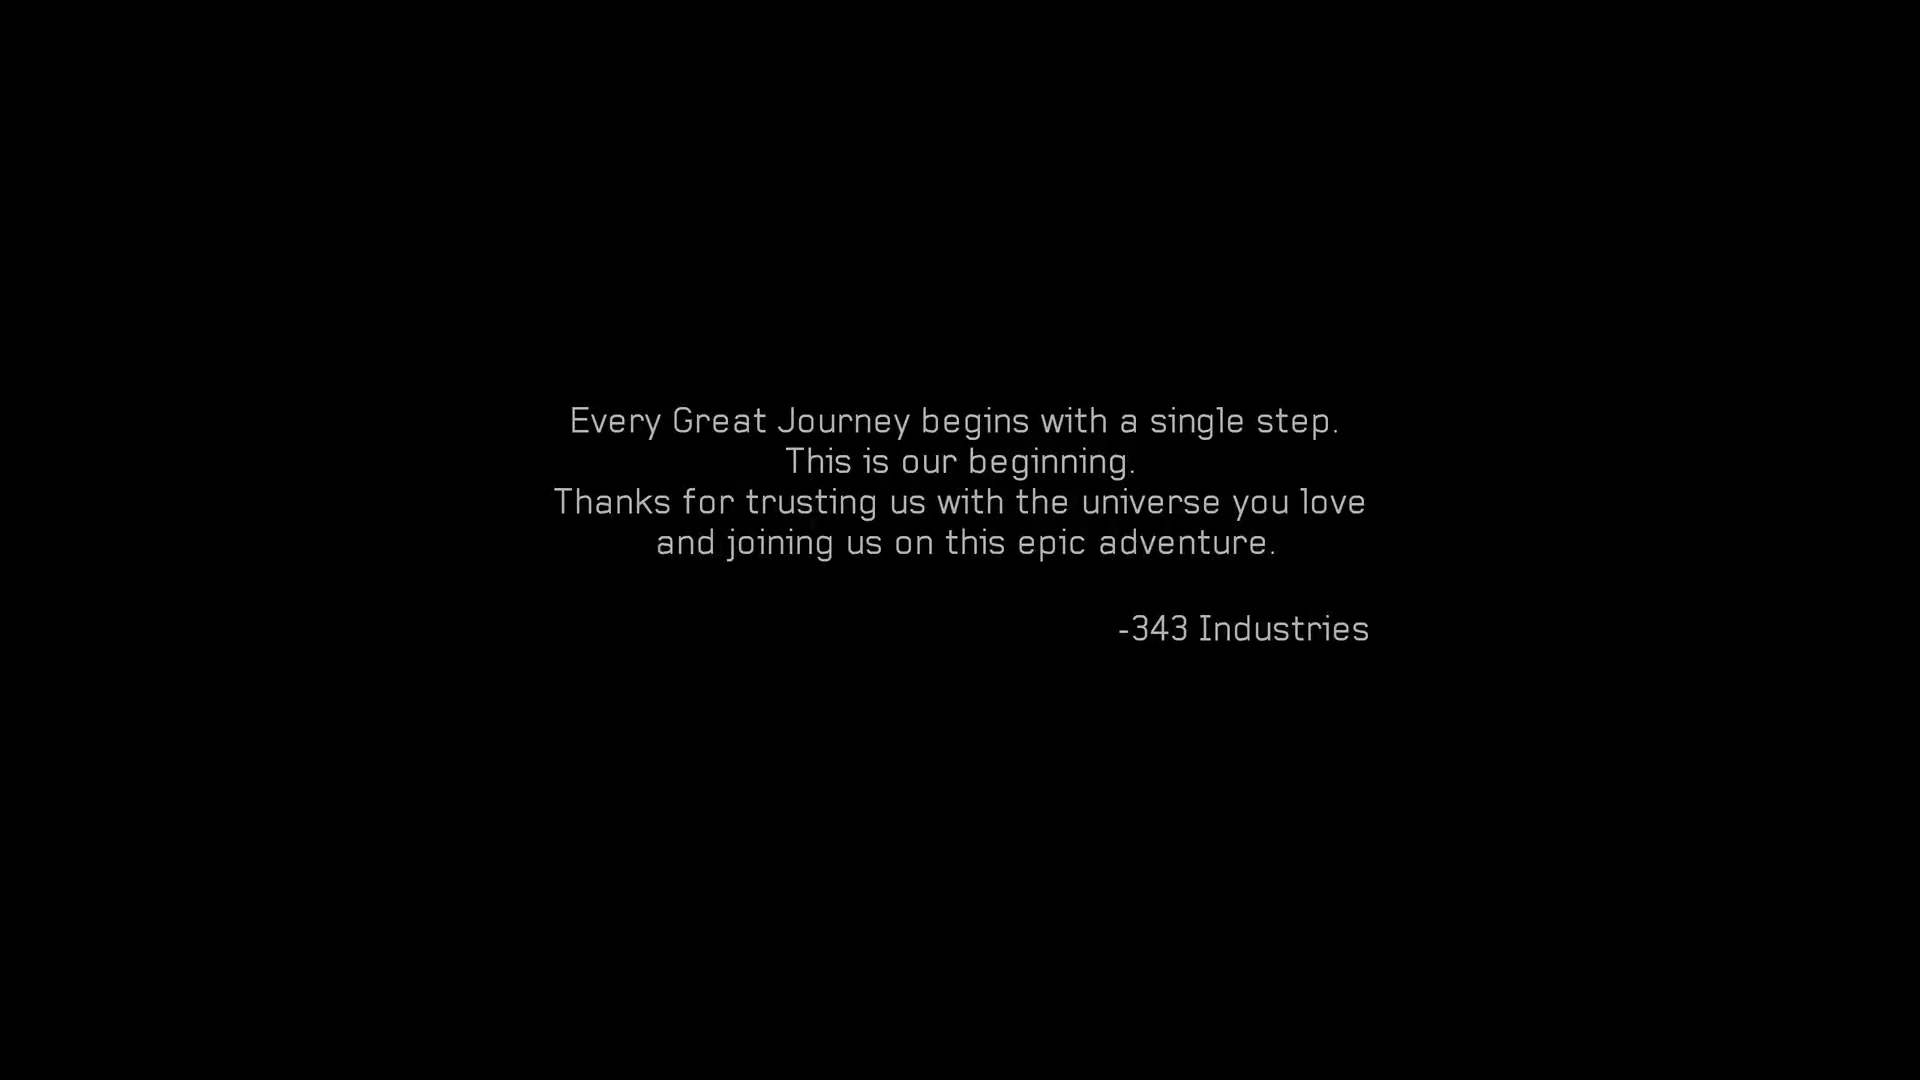 Every Great Journey begins with a single step.
This is our beginning.
Thanks for trusting us with the universe you love
and joining us on this epic adventure.
-343 Industries